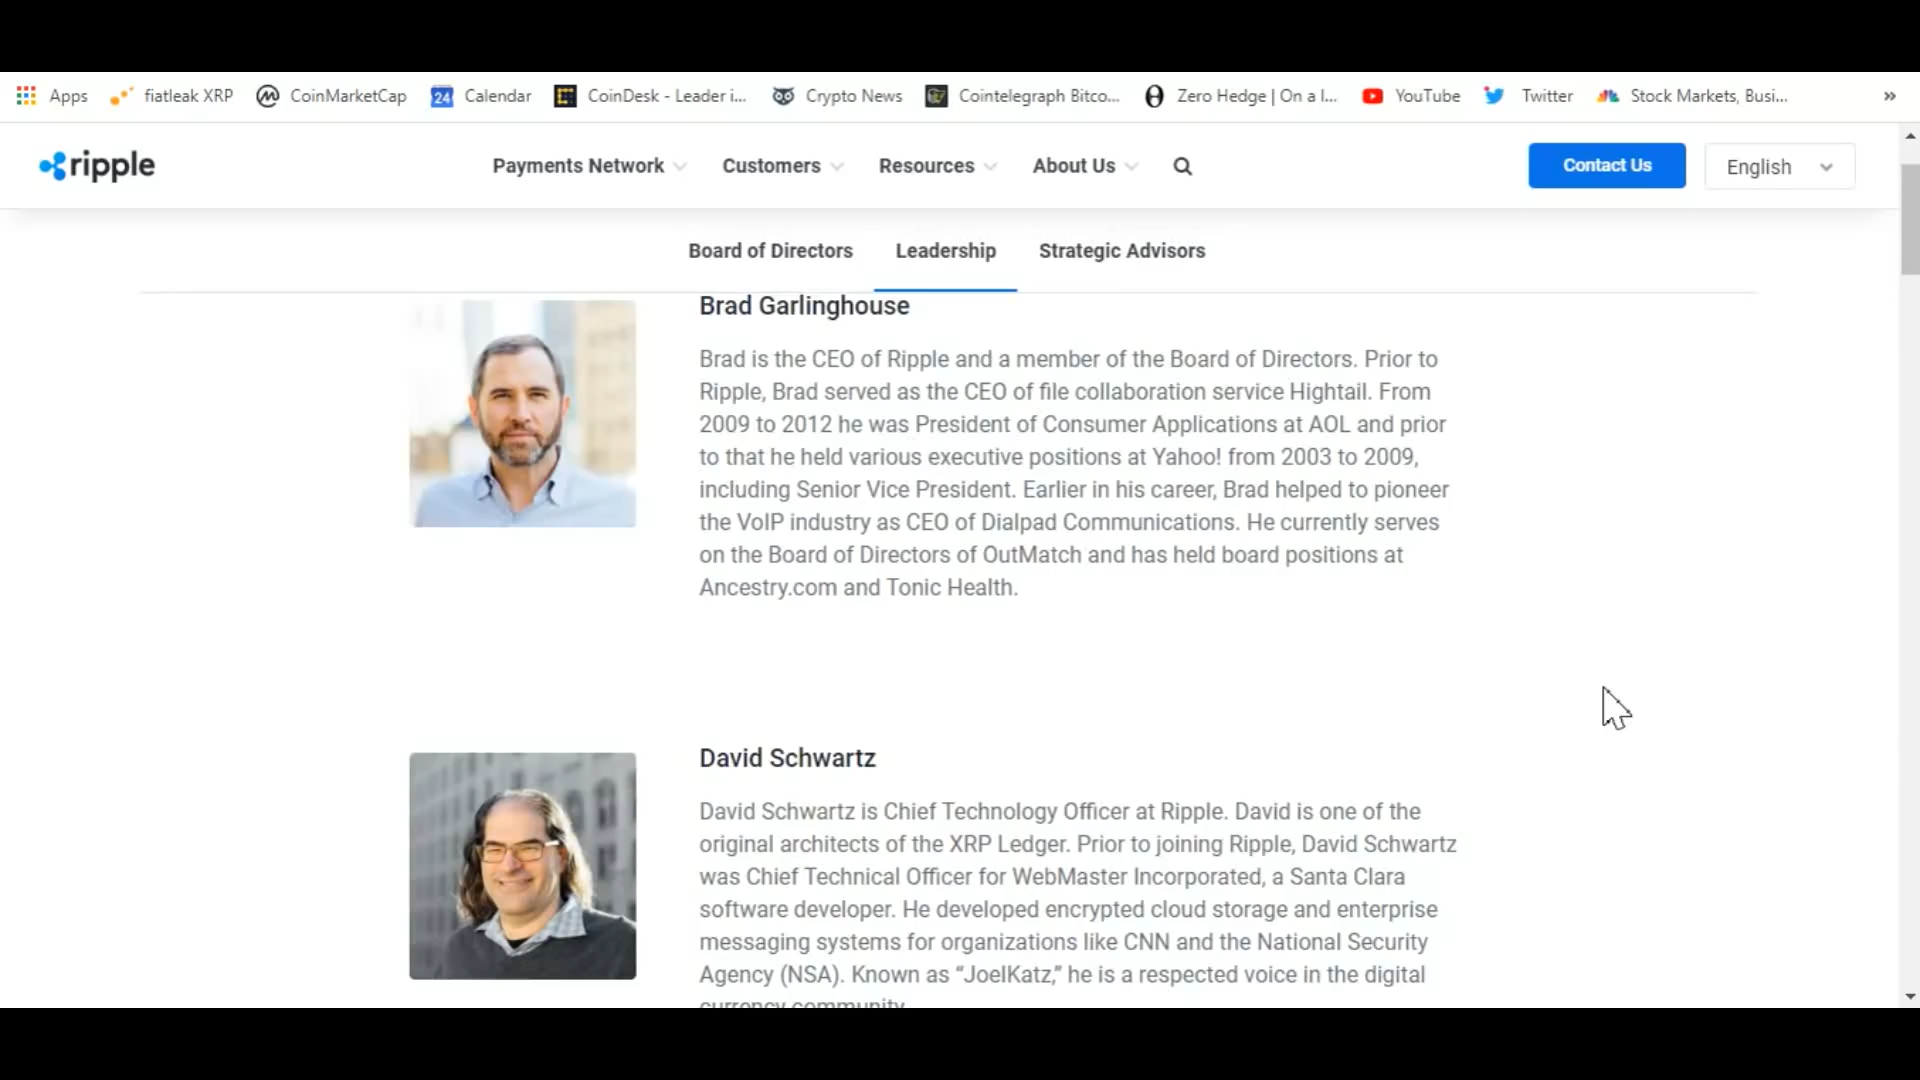 Apps fiatleak XRP CoinMarketCap 24 Calendar CoinDesk - Leader i... Crypto News Cointelegraph Bitco... Zero Hedge | On a l... YouTube Twitter Stock Markets, Busi... »
ripple Payments Network Customers Resources About Us Contact Us English
Board of Directors Leadership Strategic Advisors
Brad Garlinghouse
Brad is the CEO of Ripple and a member of the Board of Directors. Prior to
Ripple, Brad served as the CEO of file collaboration service Hightail. From
2009 to 2012 he was President of Consumer Applications at AOL and prior
to that he held various executive positions at Yahoo! from 2003 to 2009,
including Senior Vice President. Earlier in his career, Brad helped to pioneer
the VoIP industry as CEO of Dialpad Communications. He currently serves
on the Board of Directors of OutMatch and has held board positions at
Ancestry.com and Tonic Health.
David Schwartz
David Schwartz is Chief Technology Officer at Ripple. David is one of the
original architects of the XRP Ledger. Prior to joining Ripple, David Schwartz
was Chief Technical Officer for WebMaster Incorporated, a Santa Clara
software developer. He developed encrypted cloud storage and enterprise
messaging systems for organizations like CNN and the National Security
Agency (NSA). Known as “JoelKatz,” he is a respected voice in the digital
currency community.